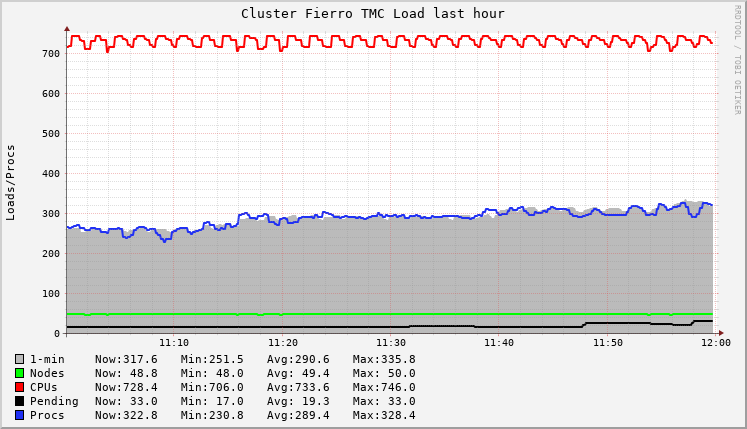 Cluster Fierro TMC Load last hour
RRDTOOL / TOBI OETIKER
Loads/Procs
700
600
500
400
300
200
100
0
11:10 11:20 11:30 11:40 11:50 12:00
1-min Now:317.6 Min:251.5 Avg:290.6 Max:335.8
Nodes Now: 48.8 Min: 48.0 Avg: 49.4 Max: 50.0
CPUs Now:728.4 Min:706.0 Avg:733.6 Max:746.0
Pending Now: 33.0 Min: 17.0 Avg: 19.3 Max: 33.0
Procs Now:322.8 Min:230.8 Avg:289.4 Max:328.4